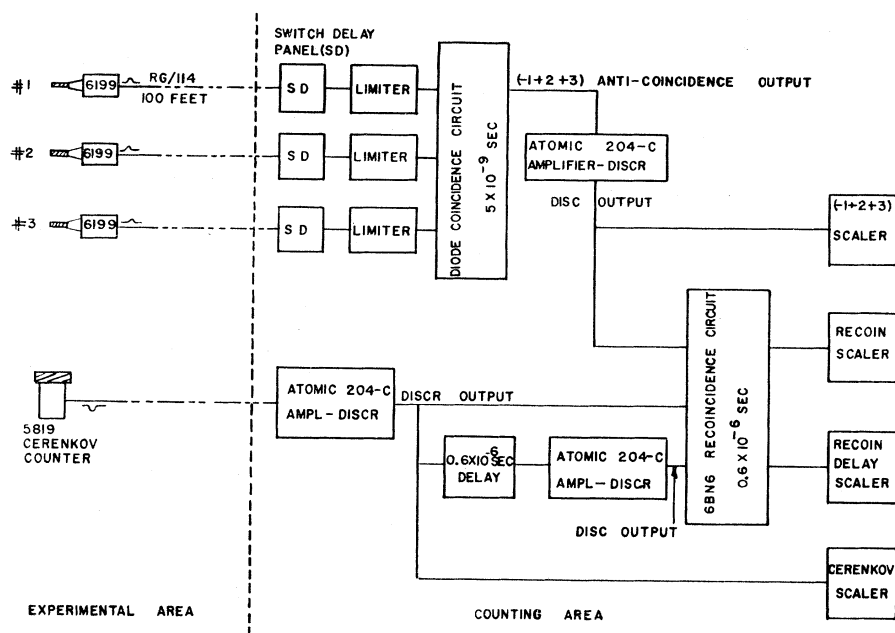 SWITCH DELAY
PANEL(SD)
#1
6199
RG/114
100 FEET
SD
LIMITER
(-1+2+3) ANTI-COINCIDENCE OUTPUT
#2
6199
SD
LIMITER
DIODE COINCIDENCE CIRCUIT
5 X 10-9 SEC
ATOMIC 204-C
AMPLIFIER-DISCR
DISC OUTPUT
#3
6199
SD
LIMITER
(-1+2+3)
SCALER
6BN6 RECOINCIDENCE CIRCUIT
0.6 X 10-6 SEC
RECOIN
SCALER
5819
CERENKOV
COUNTER
ATOMIC 204-C
AMPL-DISCR
DISCR OUTPUT
0.6X10-6SEC
DELAY
ATOMIC 204-C
AMPL-DISCR
DISC OUTPUT
RECOIN
DELAY
SCALER
CERENKOV
SCALER
EXPERIMENTAL AREA
COUNTING AREA